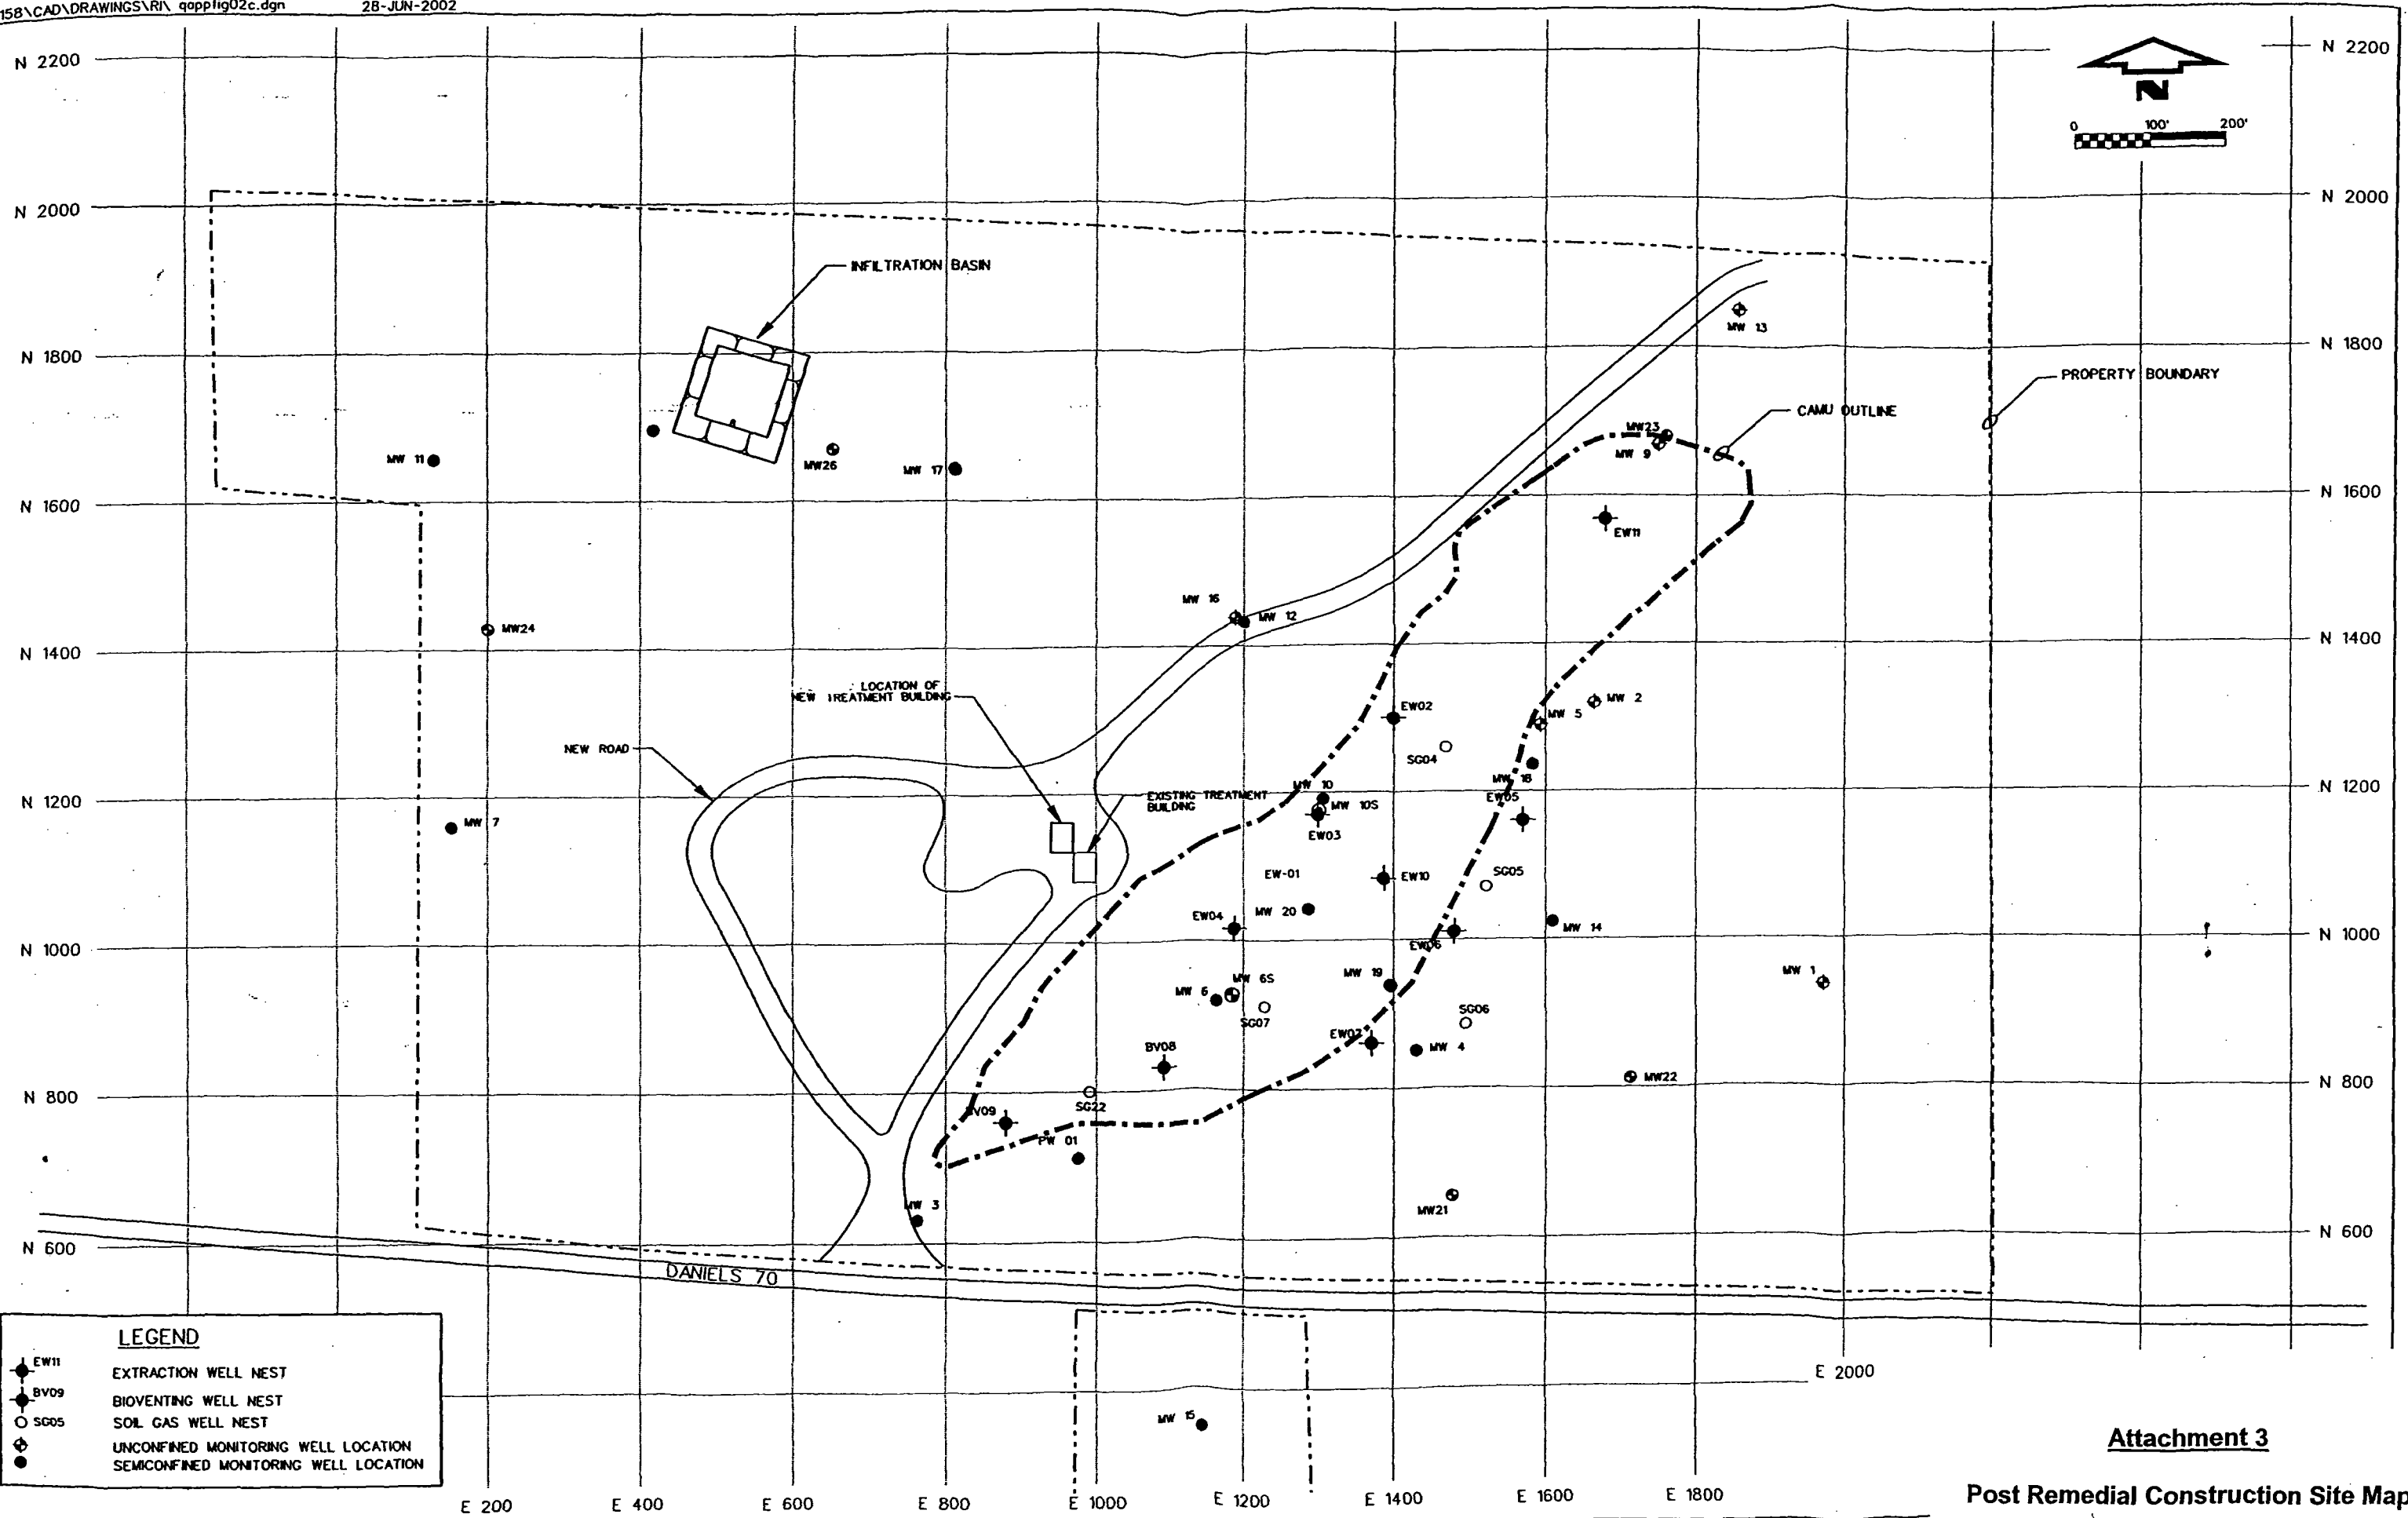 158\CAD\DRAWINGS\RI\ qappfig02c.dgn 28-JUN-2002
N 2200
N 2200
N
0 100' 200'
N 2000
N 2000
INFILTRATION BASIN
N 1800
N 1800
MW 13
PROPERTY BOUNDARY
CAMU OUTLINE
MW23
MW 9
MW 11
MW26
MW 17
N 1600
N 1600
EW11
MW 16
MW 12
MW24
N 1400
N 1400
LOCATION OF
NEW TREATMENT BUILDING
MW 2
EW02
MW 5
NEW ROAD
SG04
MW 18
MW 10
EXISTING TREATMENT
BUILDING
MW 10S
EW05
N 1200
N 1200
MW 7
EW03
EW-01
EW10
SG05
EW04
MW 20
MW 14
EW06
N 1000
N 1000
MW 19
MW 1
MW 6S
MW 6
SG07
SG06
EW07
MW 4
BV08
MW22
N 800
N 800
SG22
BV09
PW 01
MW21
MW 3
N 600
N 600
DANIELS 70
LEGEND
EW11 EXTRACTION WELL NEST
BV09 BIOVENTING WELL NEST
SG05 SOIL GAS WELL NEST
UNCONFINED MONITORING WELL LOCATION
SEMICONFINED MONITORING WELL LOCATION
MW 15
E 2000
E 200
E 400
E 600
E 800
E 1000
E 1200
E 1400
E 1600
E 1800
Attachment 3
Post Remedial Construction Site Map